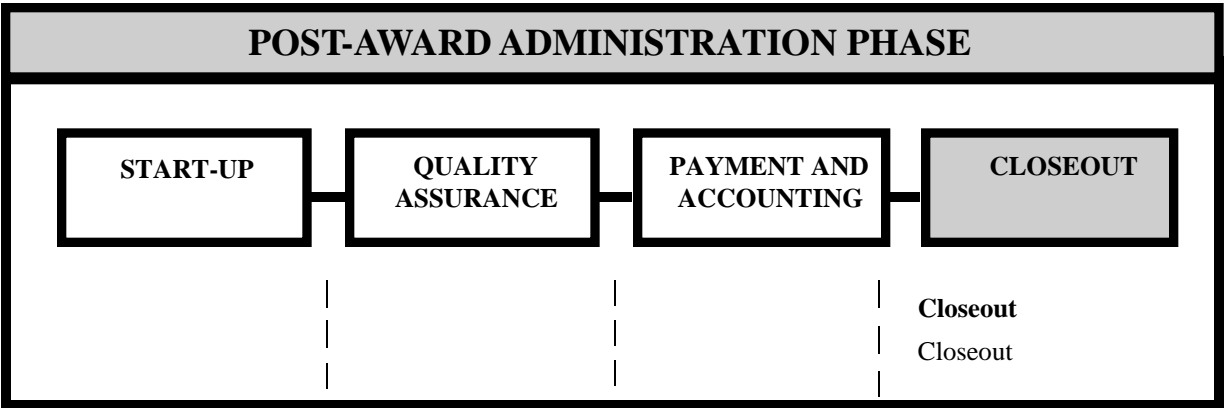 POST-AWARD ADMINISTRATION PHASE
START-UP
QUALITY
ASSURANCE
PAYMENT AND
ACCOUNTING
CLOSEOUT
Closeout
Closeout